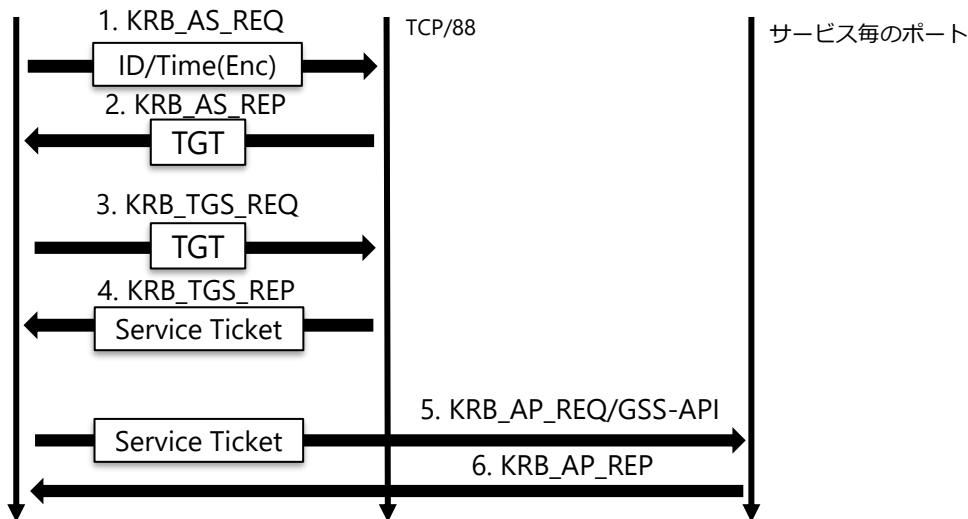 1. KRB_AS_REQ
TCP/88
サービス毎のポート
ID/Time(Enc)
2. KRB_AS_REP
TGT
3. KRB_TGS_REQ
TGT
4. KRB_TGS_REP
Service Ticket
5. KRB_AP_REQ/GSS-API
Service Ticket
6. KRB_AP_REP